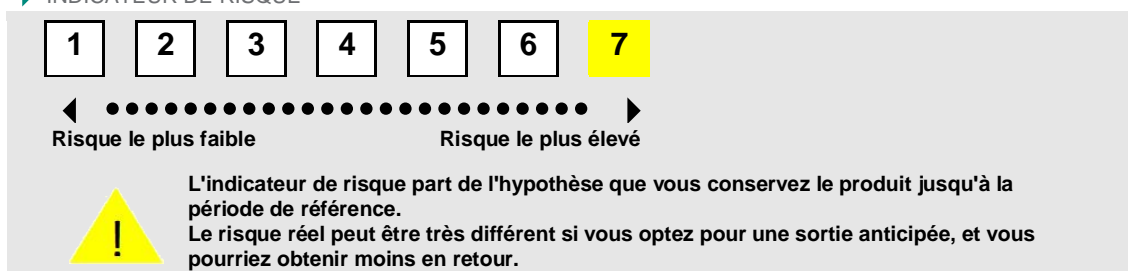 INDICATEUR DE RISQUE
1 2 3 4 5 6 7
Risque le plus faible Risque le plus élevé
L'indicateur de risque part de l'hypothèse que vous conservez le produit jusqu'à la
période de référence.
Le risque réel peut être très différent si vous optez pour une sortie anticipée, et vous
pourriez obtenir moins en retour.
!